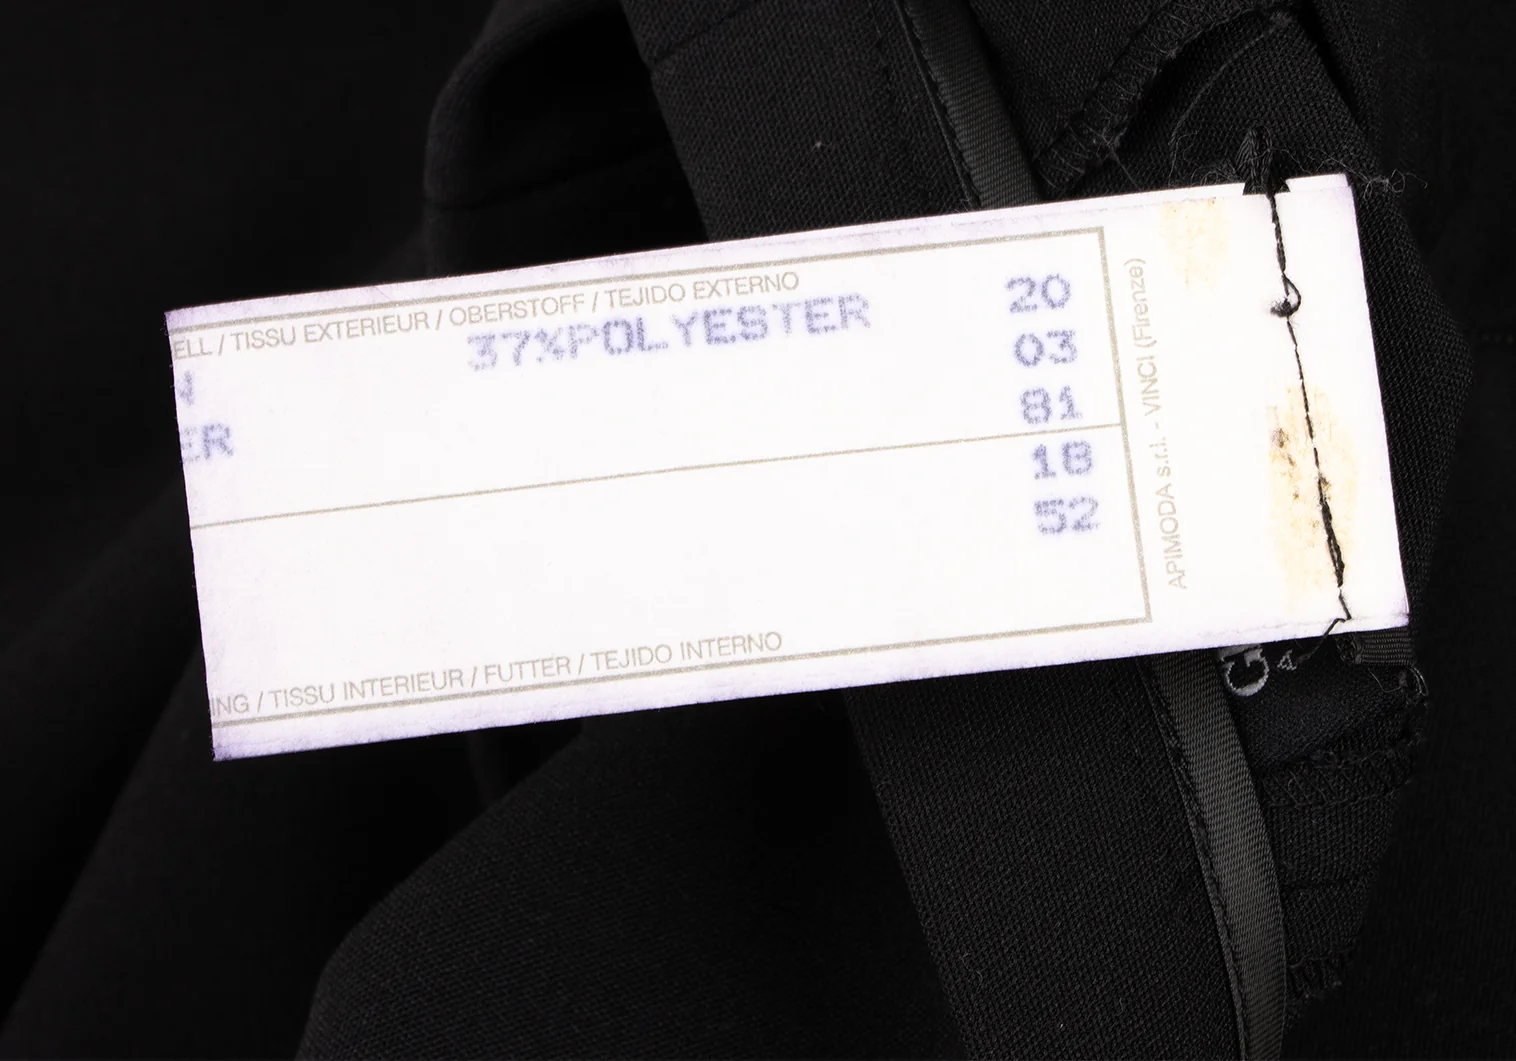 ELL / TISSU EXTERIEUR / OBERSTOFF / TEJIDO EXTERNO
37%POLYESTER 20
03
ER 81
18
52
ING / TISSU INTERIEUR / FUTTER / TEJIDO INTERNO
APIMODA s.r.l. - VINCI (Firenze)
G
A